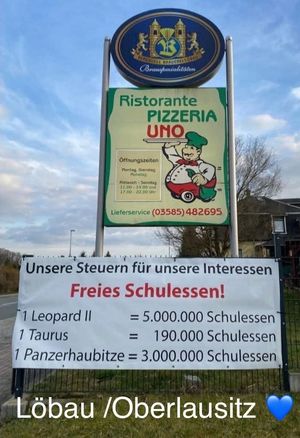 Brauspezialitäten
Ristorante
PIZZERIA
UNO
Öffnungszeiten
Lieferservice (03585) 482695
Unsere Steuern für unsere Interessen
Freies Schulessen!
1 Leopard II = 5.000.000 Schulessen
1 Taurus = 190.000 Schulessen
1 Panzerhaubitze = 3.000.000 Schulessen
Löbau /Oberlausitz 💙